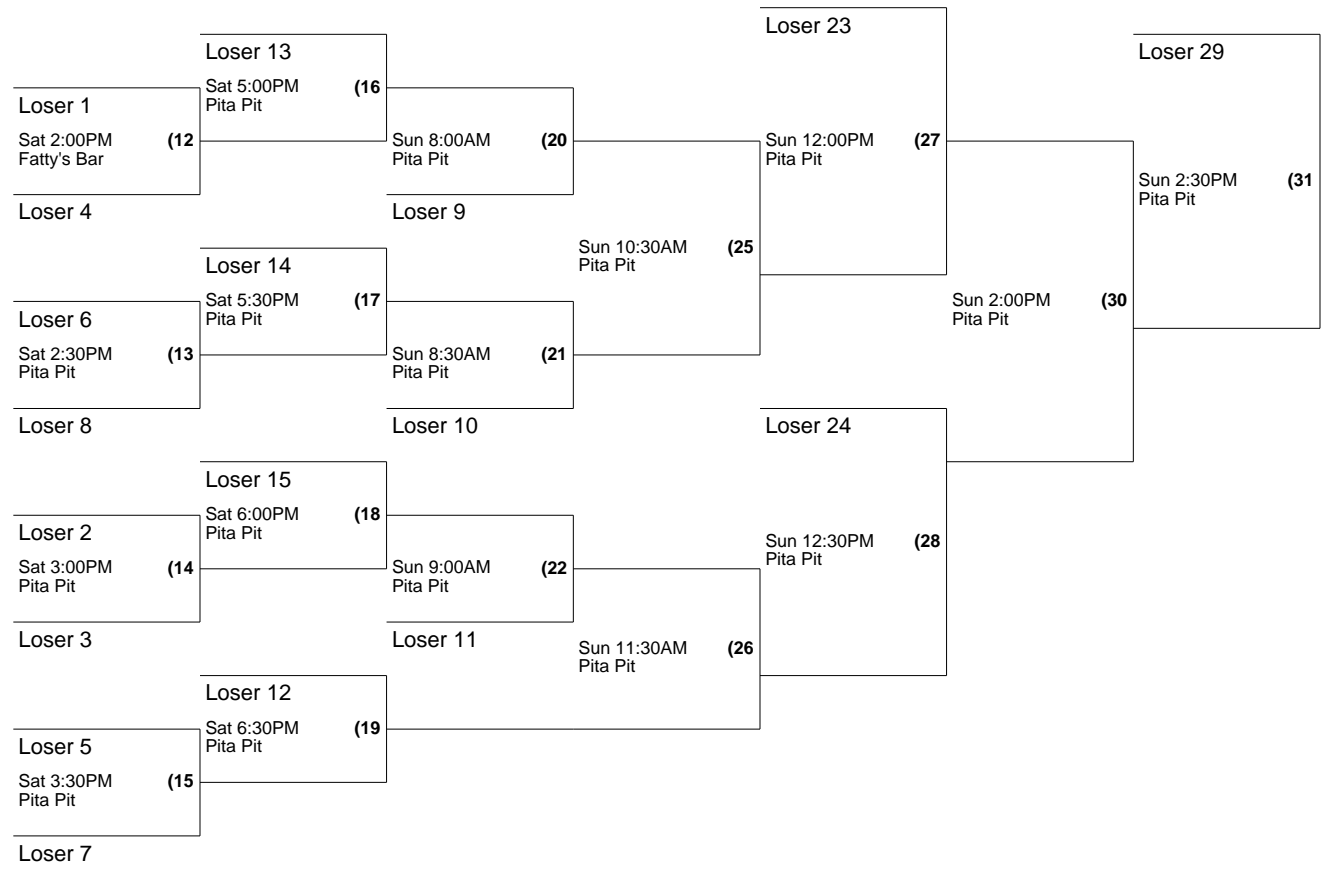 Loser 23
Loser 13
Loser 29
Sat 5:00PM (16
Pita Pit
Loser 1
Sat 2:00PM (12
Fatty's Bar
Sun 8:00AM (20
Pita Pit
Sun 12:00PM (27
Pita Pit
Sun 2:30PM (31
Pita Pit
Loser 4
Loser 9
Sun 10:30AM (25
Pita Pit
Loser 14
Sat 5:30PM (17
Pita Pit
Sun 2:00PM (30
Pita Pit
Loser 6
Sat 2:30PM (13
Pita Pit
Sun 8:30AM (21
Pita Pit
Loser 8
Loser 10
Loser 24
Loser 15
Sat 6:00PM (18
Pita Pit
Loser 2
Sun 12:30PM (28
Pita Pit
Sat 3:00PM (14
Pita Pit
Sun 9:00AM (22
Pita Pit
Loser 3
Loser 11
Sun 11:30AM (26
Pita Pit
Loser 12
Sat 6:30PM (19
Pita Pit
Loser 5
Sat 3:30PM (15
Pita Pit
Loser 7